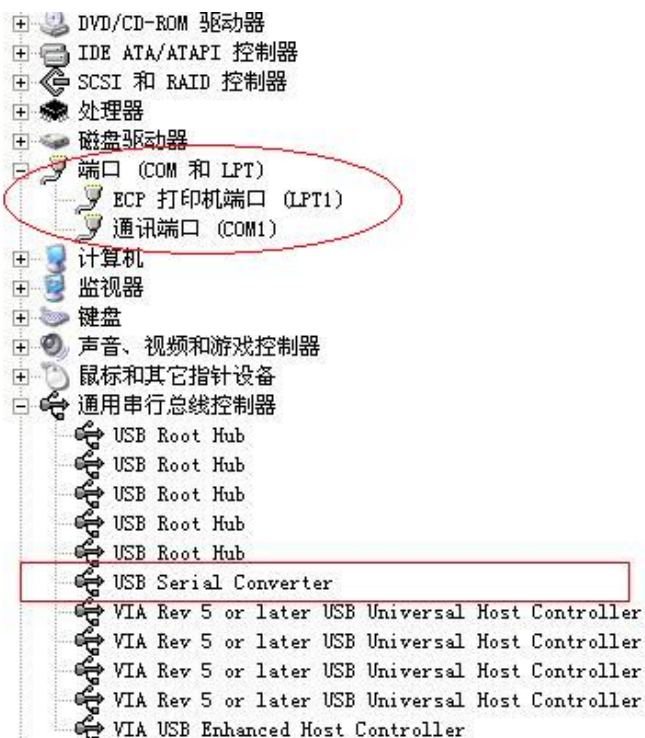 DVD/CD-ROM 驱动器
IDE ATA/ATAPI 控制器
SCSI 和 RAID 控制器
处理器
磁盘驱动器
端口 (COM 和 LPT)
ECP 打印机端口 (LPT1)
通讯端口 (COM1)
计算机
监视器
键盘
声音、视频和游戏控制器
鼠标和其它指针设备
通用串行总线控制器
USB Root Hub
USB Root Hub
USB Root Hub
USB Root Hub
USB Root Hub
USB Serial Converter
VIA Rev 5 or later USB Universal Host Controller
VIA Rev 5 or later USB Universal Host Controller
VIA Rev 5 or later USB Universal Host Controller
VIA Rev 5 or later USB Universal Host Controller
VIA USB Enhanced Host Controller